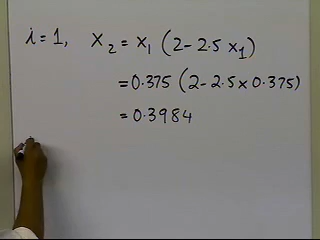 i=1, x₂ = x₁ (2-2.5 x₁)
=0.375 (2-2.5×0.375)
=0.3984